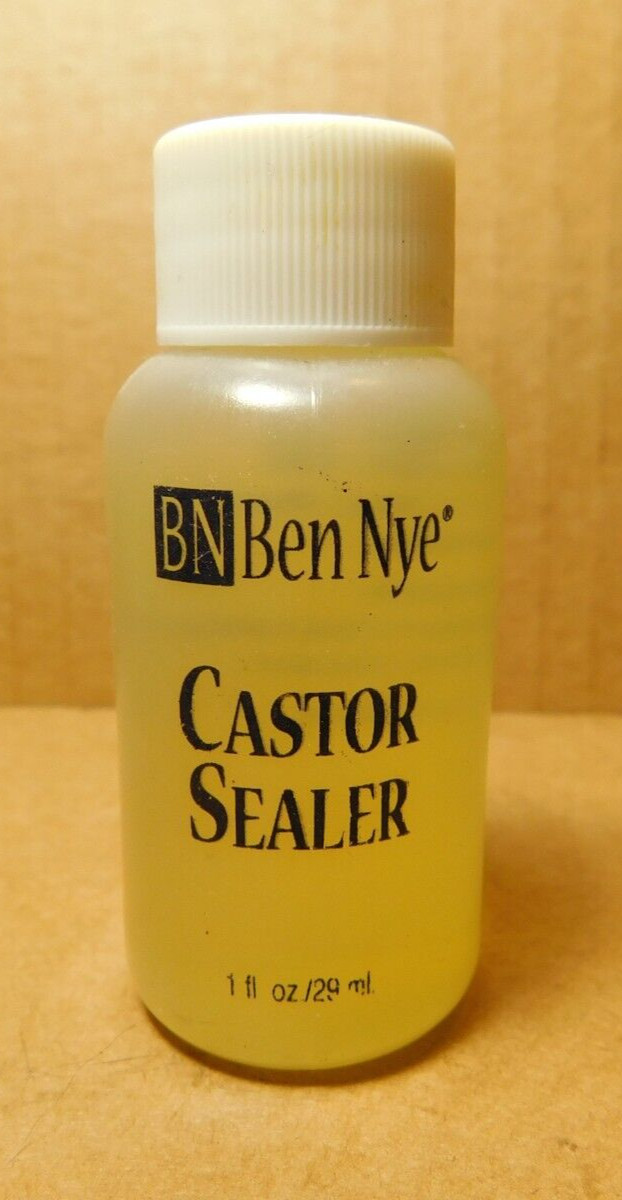 BN Ben Nye®
CASTOR
SEALER
1 fl oz./29 ml.